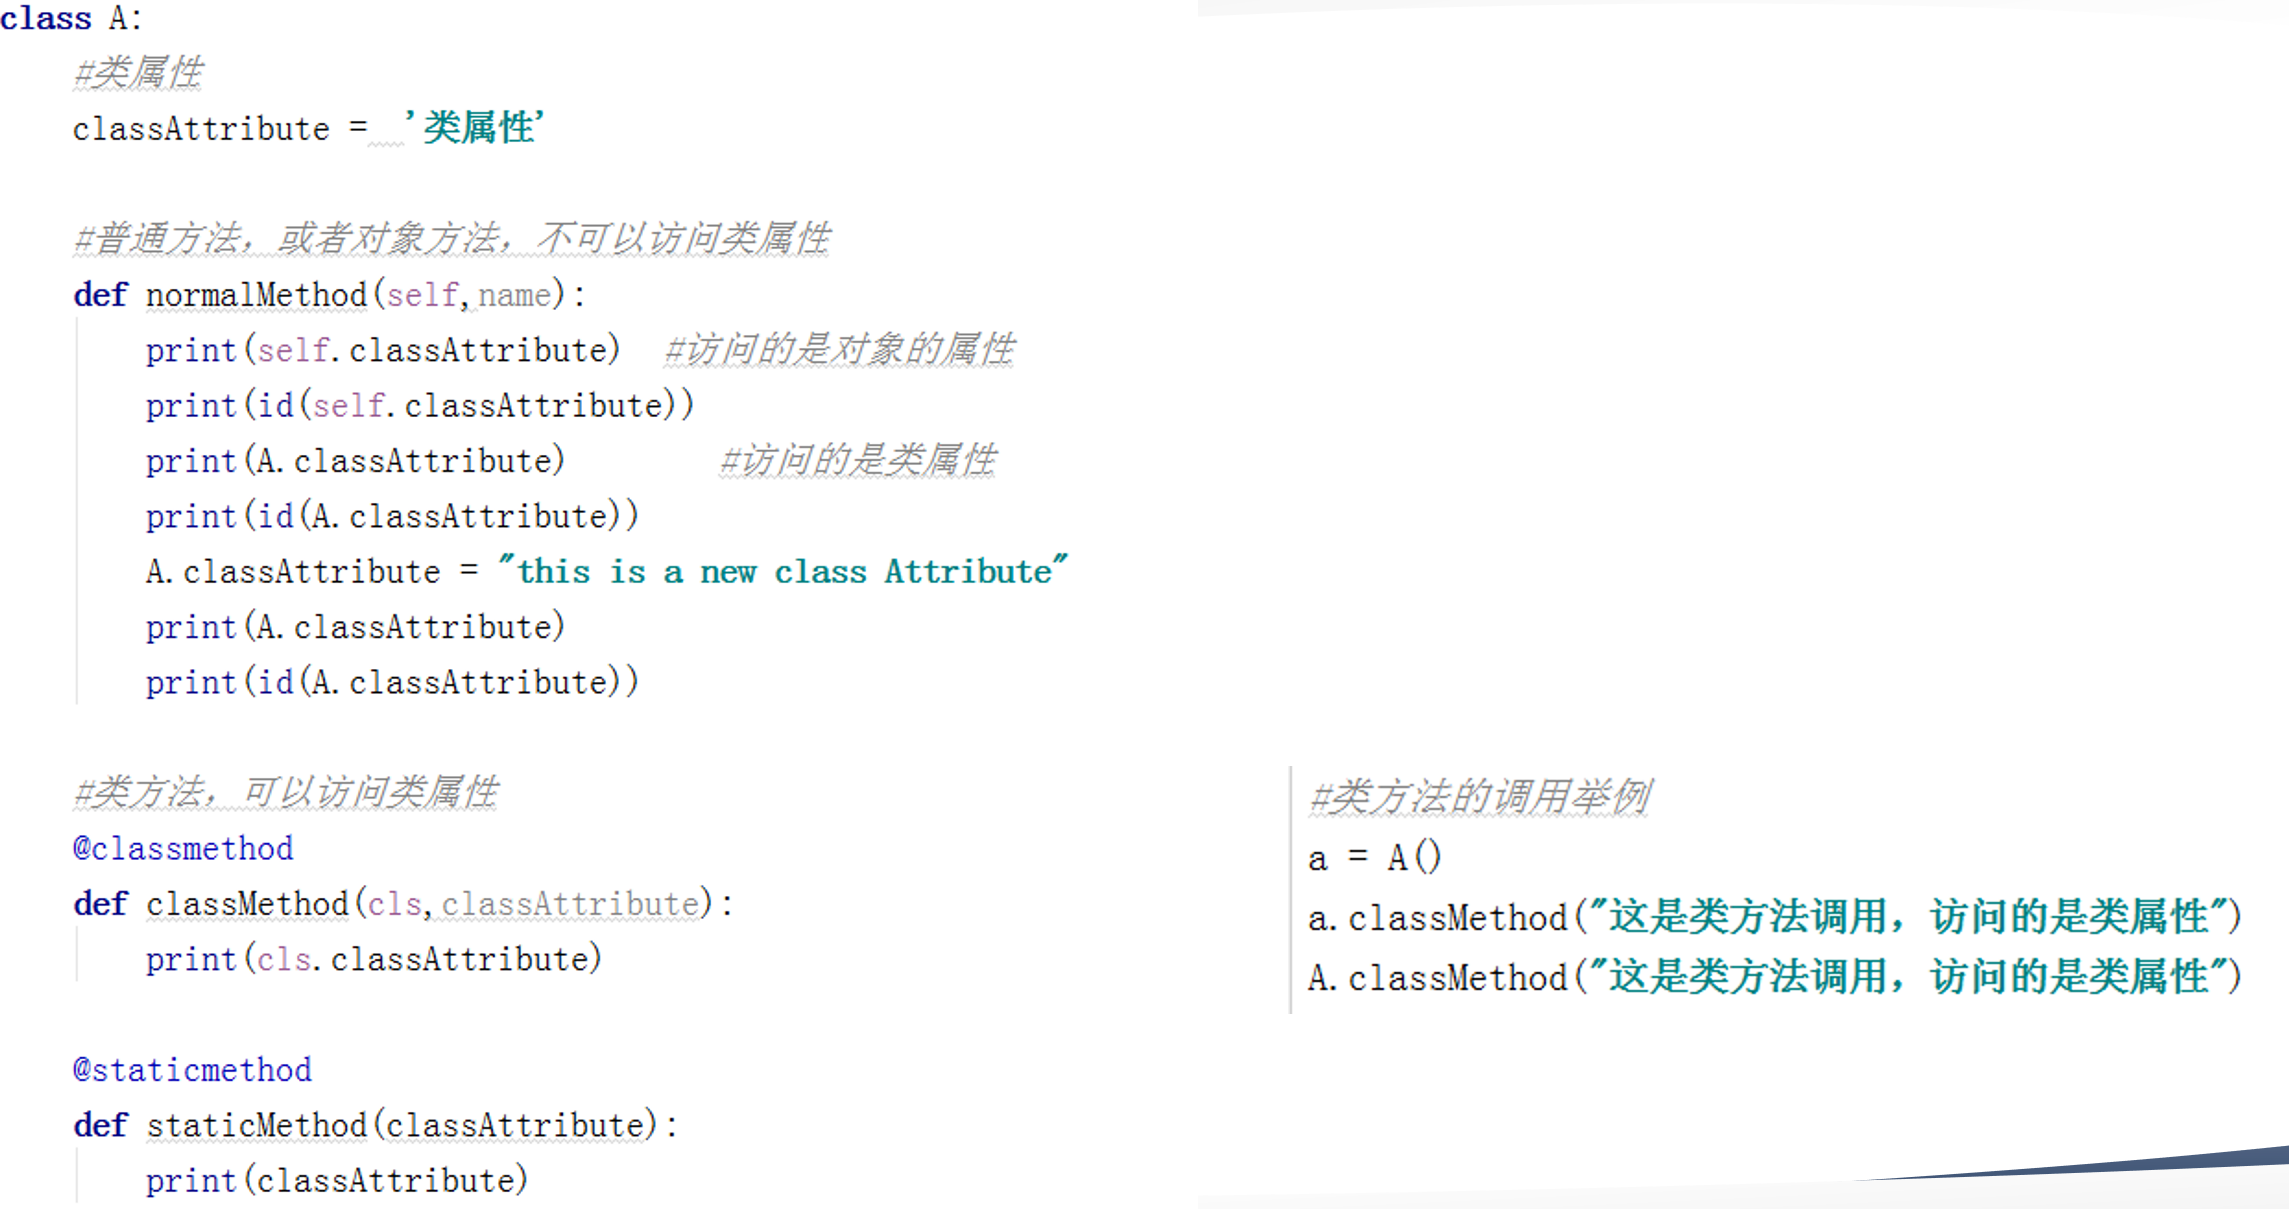 class A:
#类属性
classAttribute = '类属性'
#普通方法，或者对象方法，不可以访问类属性
def normalMethod(self,name):
print(self.classAttribute) #访问的是对象的属性
print(id(self.classAttribute))
print(A.classAttribute) #访问的是类属性
print(id(A.classAttribute))
A.classAttribute = "this is a new class Attribute"
print(A.classAttribute)
print(id(A.classAttribute))
#类方法，可以访问类属性
@classmethod
def classMethod(cls,classAttribute):
print(cls.classAttribute)
@staticmethod
def staticMethod(classAttribute):
print(classAttribute)
#类方法的调用举例
a = A()
a.classMethod("这是类方法调用，访问的是类属性")
A.classMethod("这是类方法调用，访问的是类属性")